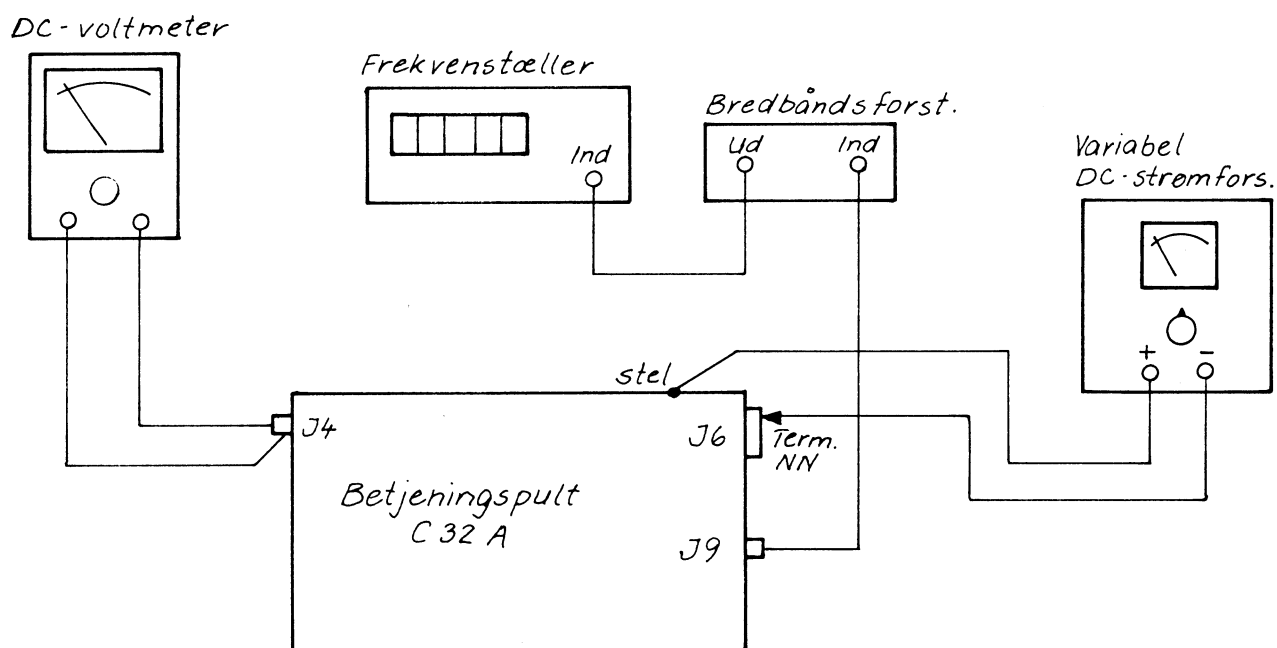 DC-voltmeter
Frekvenstæller
Ind
Bredbåndsforst.
Ud
Ind
Variabel
DC-strømfors.
+
-
stel
J4
J6
Term.
NN
Betjeningspult
C 32 A
J9